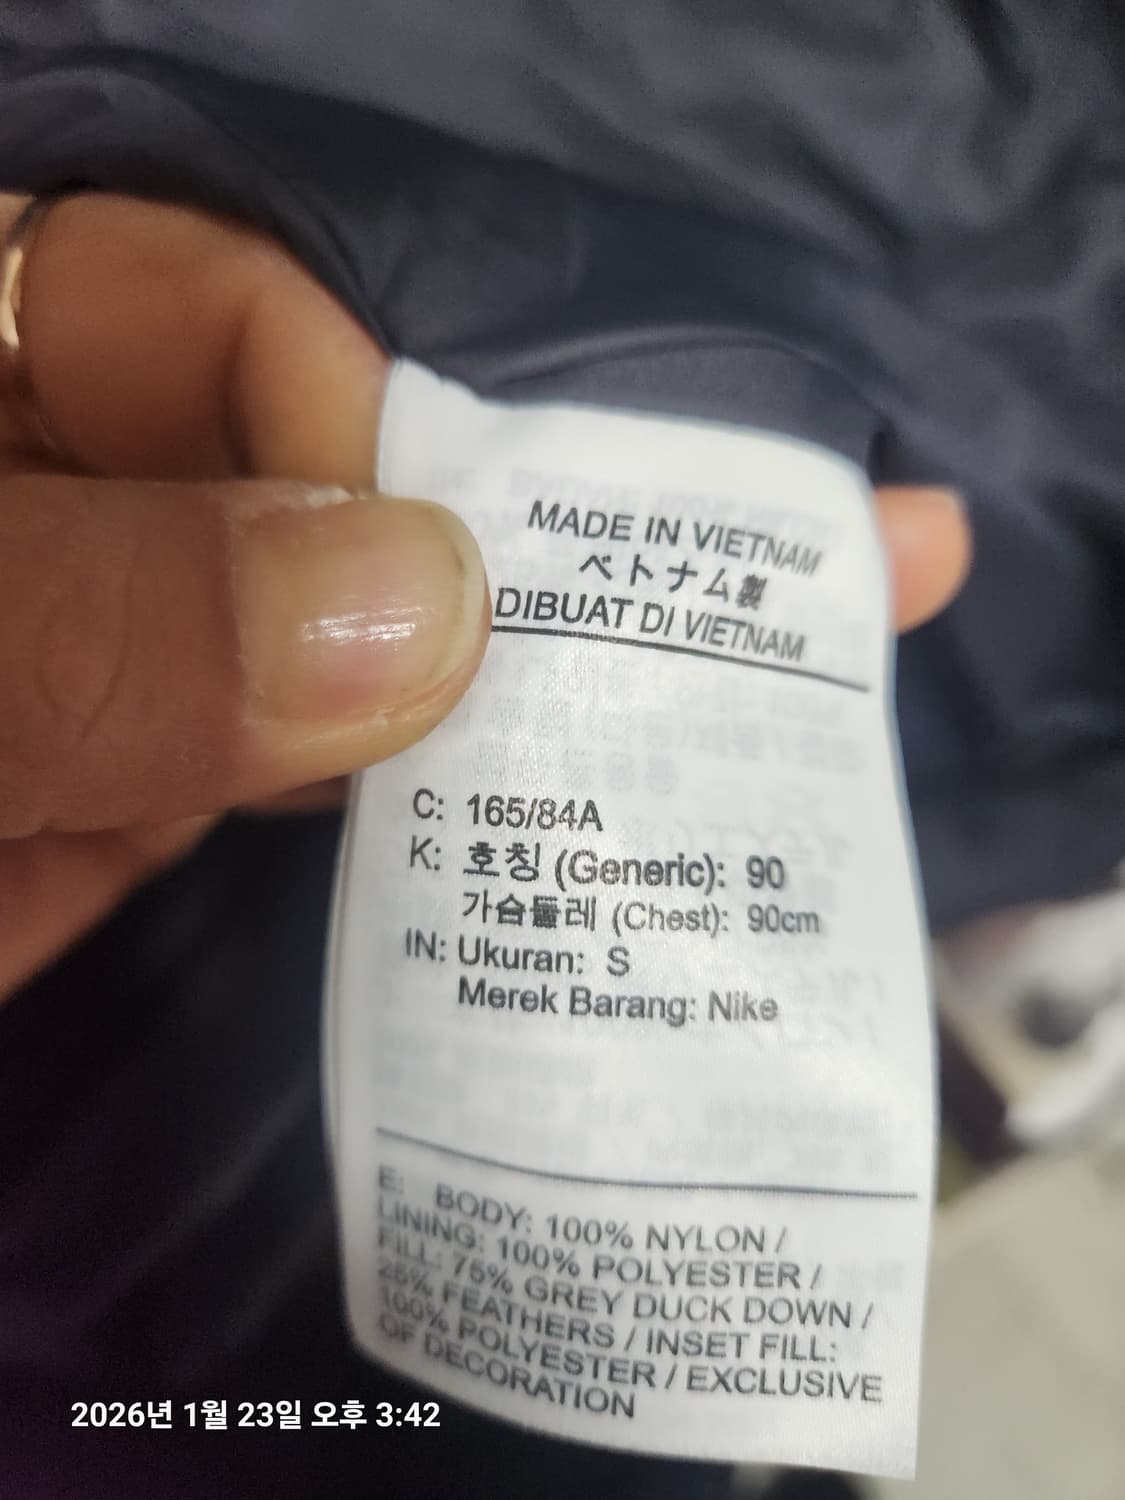 MADE IN VIETNAM
ベトナム製
DIBUAT DI VIETNAM
C: 165/84A
K: 호칭 (Generic): 90
가슴둘레 (Chest): 90cm
IN: Ukuran: S
Merek Barang: Nike
E: BODY: 100% NYLON /
LINING: 100% POLYESTER /
FILL: 75% GREY DUCK DOWN /
25% FEATHERS / INSET FILL:
100% POLYESTER / EXCLUSIVE
OF DECORATION
2026년 1월 23일 오후 3:42